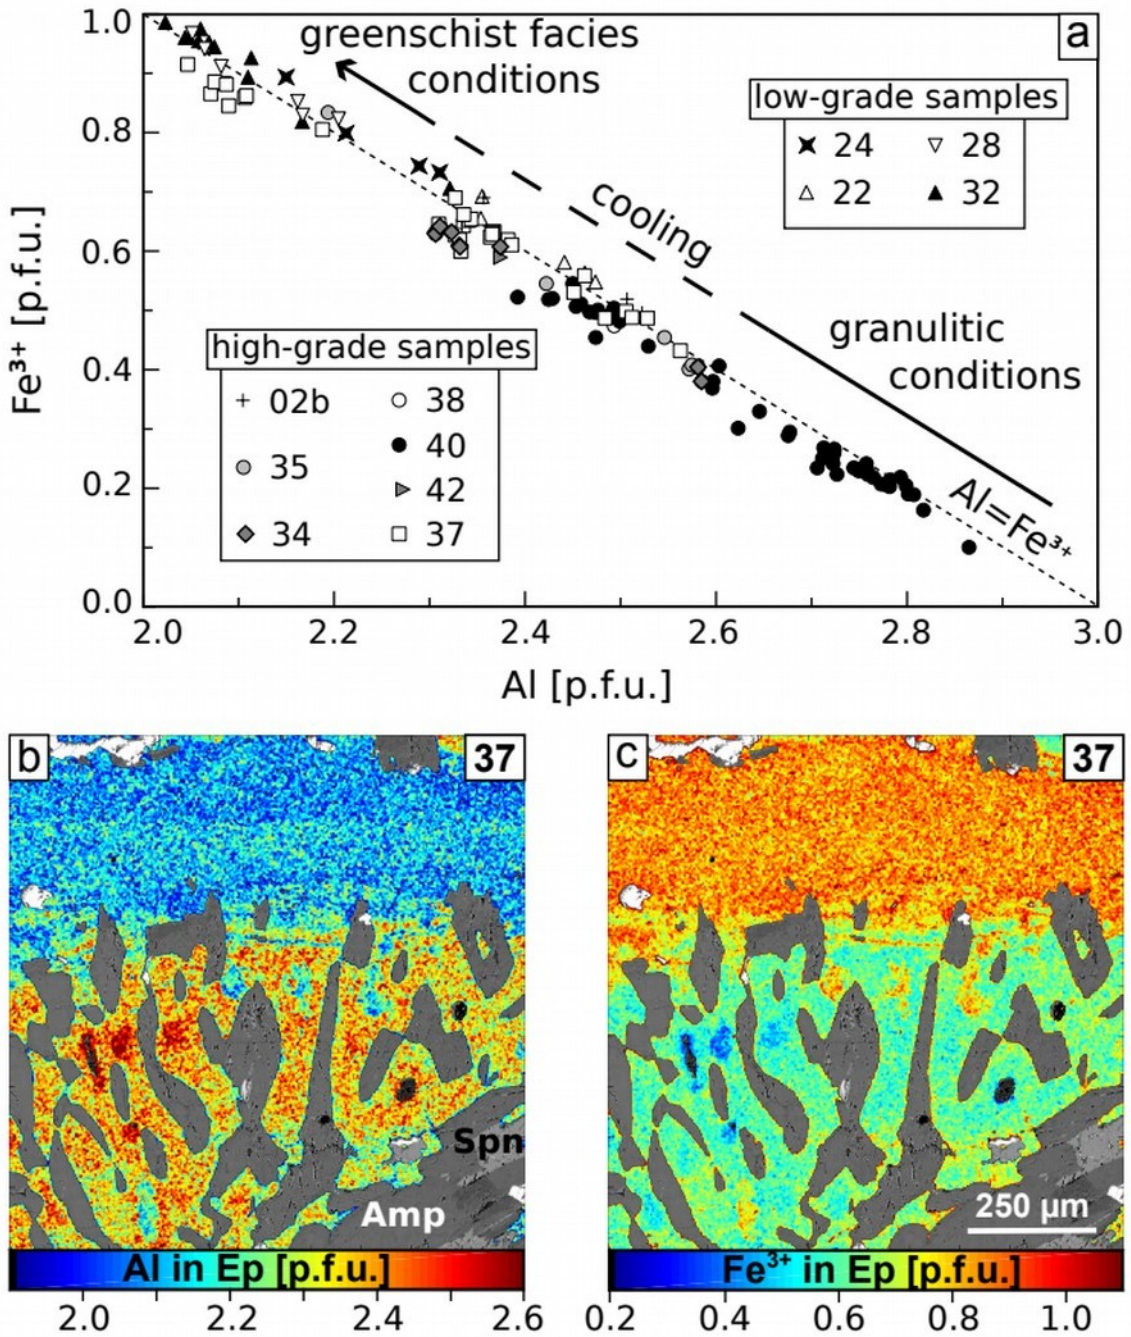 a
greenschist facies
conditions
cooling
granulitic
conditions
Al=Fe³⁺
low-grade samples
24 28
22 32
high-grade samples
02b 38
35 40
42
34 37
Fe³⁺ [p.f.u.]
1.0
0.8
0.6
0.4
0.2
0.0
2.0 2.2 2.4 2.6 2.8 3.0
Al [p.f.u.]
b 37
Spn
Amp
Al in Ep [p.f.u.]
2.0 2.2 2.4 2.6
c 37
250 µm
Fe³⁺ in Ep [p.f.u.]
0.2 0.4 0.6 0.8 1.0